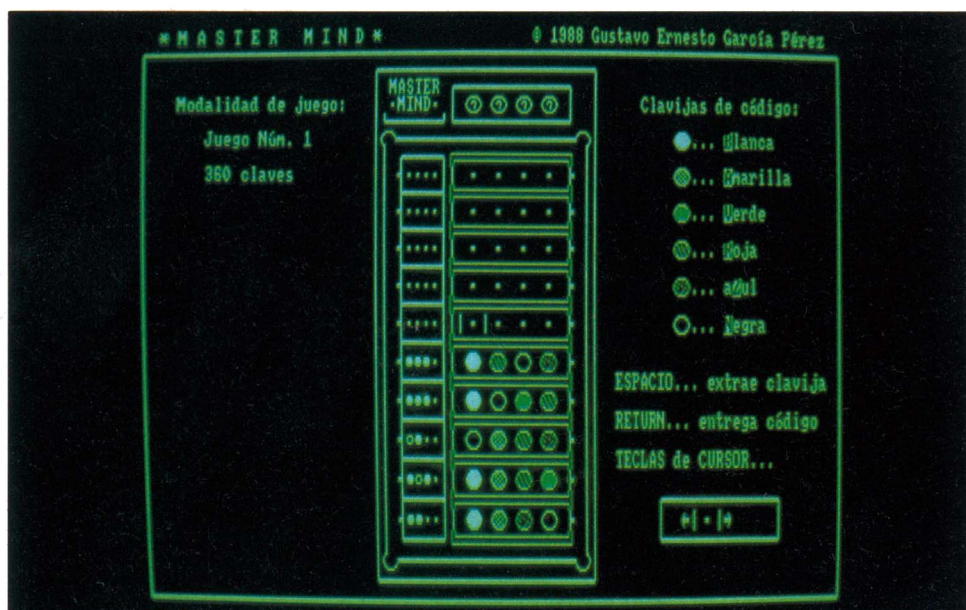 *MASTER MIND*
© 1988 Gustavo Ernesto García Pérez
Modalidad de juego:
Juego Núm. 1
360 claves
MASTER
·MIND·
? ? ? ?
Clavijas de código:
... Blanca
... Amarilla
... Verde
... Roja
... aZul
... Negra
ESPACIO... extrae clavija
RETURN... entrega código
TECLAS de CURSOR...